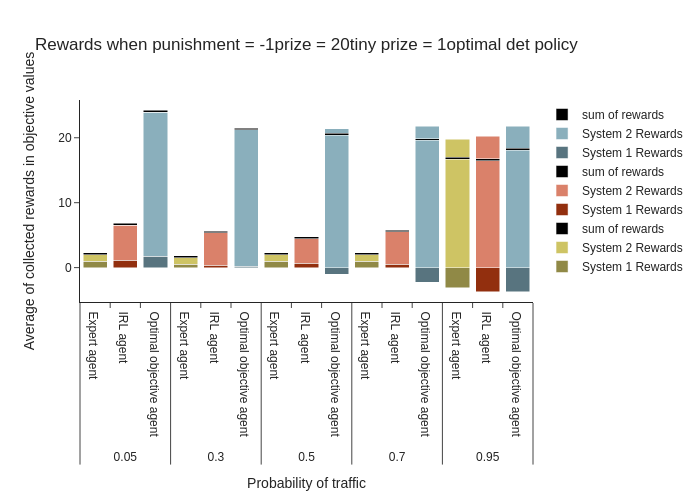 Rewards when punishment = -1prize = 20tiny prize = 1optimal det policy
Average of collected rewards in objective values
20
10
0
sum of rewards
System 2 Rewards
System 1 Rewards
sum of rewards
System 2 Rewards
System 1 Rewards
sum of rewards
System 2 Rewards
System 1 Rewards
Expert agent
IRL agent
Optimal objective agent
Expert agent
IRL agent
Optimal objective agent
Expert agent
IRL agent
Optimal objective agent
Expert agent
IRL agent
Optimal objective agent
Expert agent
IRL agent
Optimal objective agent
0.05
0.3
0.5
0.7
0.95
Probability of traffic